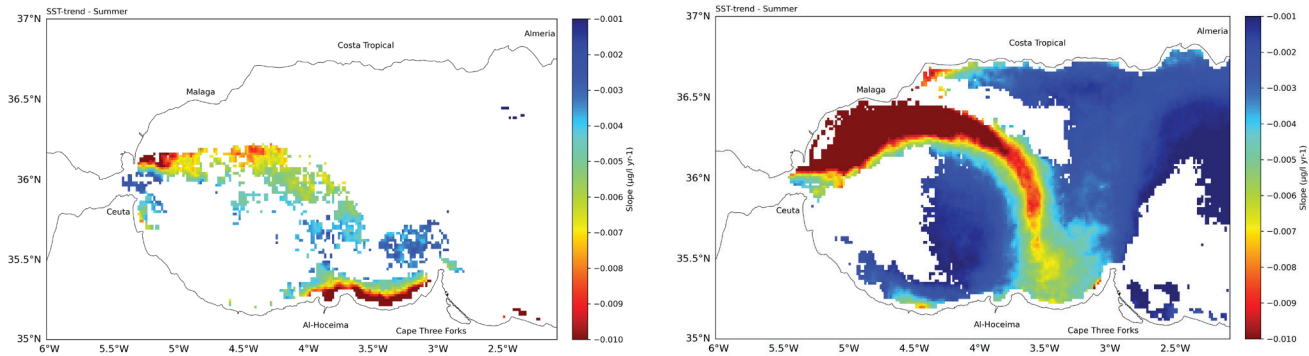 SST-trend - Summer
37°N
36.5°N
36°N
35.5°N
35°N
6°W
5.5°W
5°W
4.5°W
4°W
3.5°W
3°W
2.5°W
Almeria
Costa Tropical
Malaga
Ceuta
Al-Hoceima
Cape Three Forks
−0.001
−0.002
−0.003
−0.004
−0.005
−0.006
−0.007
−0.008
−0.009
−0.010
Slope (µg/l yr-1)
SST-trend - Summer
37°N
36.5°N
36°N
35.5°N
35°N
6°W
5.5°W
5°W
4.5°W
4°W
3.5°W
3°W
2.5°W
Almeria
Costa Tropical
Malaga
Ceuta
Al-Hoceima
Cape Three Forks
−0.001
−0.002
−0.003
−0.004
−0.005
−0.006
−0.007
−0.008
−0.009
−0.010
Slope (µg/l yr-1)